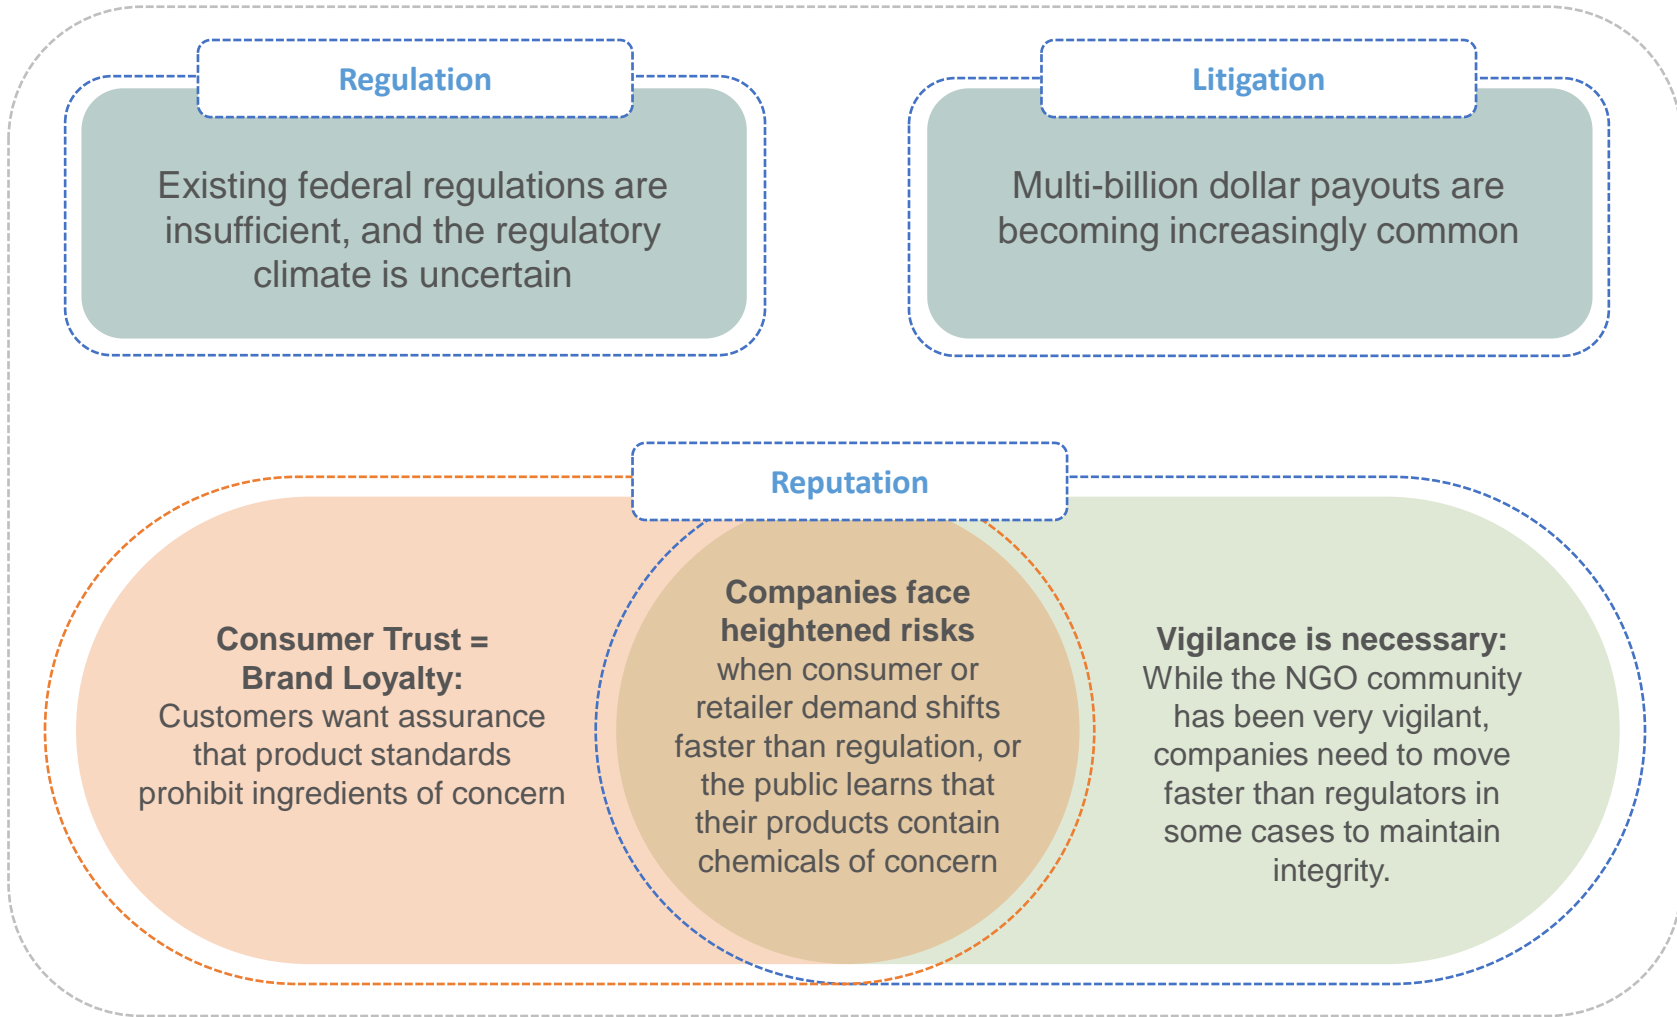 Regulation
Existing federal regulations are
insufficient, and the regulatory
climate is uncertain
Litigation
Multi-billion dollar payouts are
becoming increasingly common
Reputation
Consumer Trust =
Brand Loyalty:
Customers want assurance
that product standards
prohibit ingredients of concern
Companies face
heightened risks
when consumer or
retailer demand shifts
faster than regulation, or
the public learns that
their products contain
chemicals of concern
Vigilance is necessary:
While the NGO community
has been very vigilant,
companies need to move
faster than regulators in
some cases to maintain
integrity.